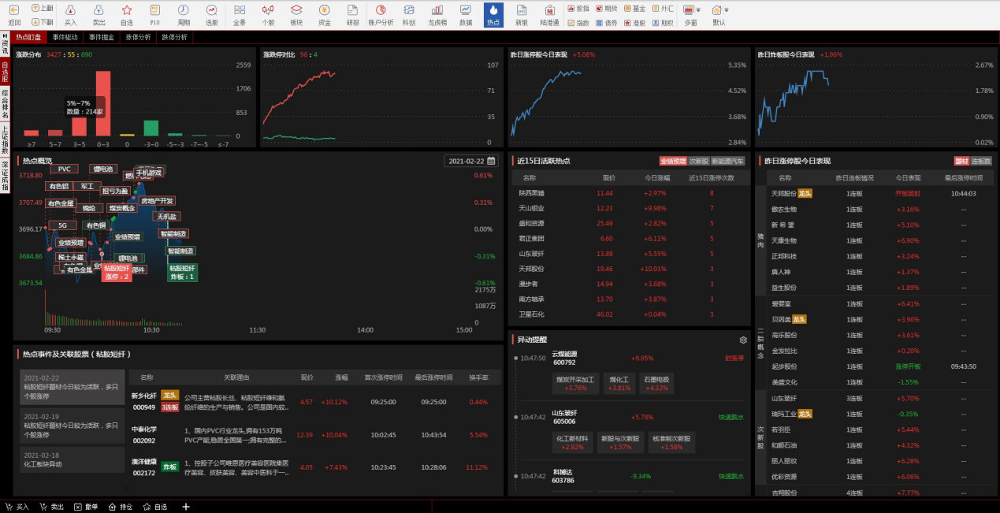 返回 上翻 下翻 买入 卖出 自选 F10 周期 选股 全景 个股 板块 资金 研报 账户分析 科创 龙虎榜 数据 热点 新股 陆港通 股指 期货 基金 外汇 指数 债券 港股 期权 多窗 默认
资讯
自选股
综合排名
上证指数
深证成指
热点盯盘 事件驱动 事件掘金 涨停分析 跌停分析
涨跌分布 3427 : 55 : 690
2559
1706
853
0
5%~7%
数量：214家
≥7 5~7 3~5 0~3 0 -3~0 -5~-3 -7~-5 ≤-7
涨跌停对比 96 : 4
107
71
35
0
昨日涨停股今日表现 +5.08%
5.35%
4.52%
3.68%
2.84%
昨日炸板股今日表现 +1.96%
2.67%
1.78%
0.90%
0.02%
热点概览
2021-02-22
3718.80
3707.49
3696.17
3684.86
3673.54
0.61%
0.31%
0.00%
-0.31%
-0.61%
2175万
1087万
0
PVC 锂电池 手机游戏
有色铝 军工 扭亏为盈
有色金属 煤炭概念 房地产开发
无机盐
5G 有色铜 智能制造
业绩预增 业绩预增
稀土永磁 锂电池 智能制造
有色金属 部件
粘胶短纤
涨停：2
粘胶短纤
炸板：1
09:30 10:30 11:30 14:00 15:00
热点事件及关联股票（粘胶短纤）
2021-02-22
粘胶短纤题材今日较为活跃，多只个股涨停
2021-02-19
粘胶短纤题材今日较为活跃，多只个股涨停
2021-02-18
化工板块异动
名称 关联理由 现价 涨幅 首次涨停时间 最后涨停时间 换手率
新乡化纤 龙头
000949 3连板
公司主营粘胶长丝、粘胶短纤维和氨
纶纤维的生产与销售。公司是国内较...
4.57 +10.12% 09:25:00 09:25:00 0.44%
中泰化学
002092
1、国内PVC行业龙头,拥有153万吨
PVC产能,稳居全国第一,拥有完整的...
12.39 +10.04% 10:02:45 10:43:54 5.54%
澳洋健康
002172 炸板
1、控股子公司唯恩医疗美容医院集医
疗美容、皮肤美容、美容中医科于一...
4.05 +7.43% 10:23:45 10:28:06 11.12%
近15日活跃热点
业绩预增 次新股 新能源汽车
名称 现价 今日涨幅 近15日涨停次数
陕西黑猫 11.44 +2.97% 8
天山铝业 12.23 +9.98% 7
盛和资源 25.49 +2.82% 5
君正集团 6.60 +6.11% 5
山东玻纤 13.88 +5.55% 5
天邦股份 19.46 +10.01% 3
漫步者 14.94 +3.68% 3
南方轴承 13.70 +3.87% 3
卫星石化 46.02 +0.04% 3
异动提醒
10:47:50 云煤能源 600792 +9.95% 封涨停
煤炭开采加工 +3.76% 煤化工 +3.81% 石墨电极 +4.32%
10:47:42 山东玻纤 605006 +5.78% 快速跳水
化工新材料 +2.92% 新股与次新股 +1.57% 核准制次新股 +1.58%
10:47:42 科博达 603786 -9.34% 快速跳水
昨日涨停股今日表现
题材 连板数
名称 昨日连板情况 今日表现 最后涨停时间
猪肉
天邦股份 龙头 1连板 开板回封 10:44:03
傲农生物 1连板 +3.16% --
新 希 望 1连板 +5.10% --
天康生物 1连板 +6.90% --
正邦科技 1连板 +3.24% --
唐人神 1连板 +1.37% --
益生股份 1连板 +1.89% --
二胎概念
爱婴室 1连板 +6.41% --
贝因美 龙头 1连板 +3.96% --
高乐股份 1连板 +3.61% --
金发拉比 1连板 +0.20% --
起步股份 1连板 涨停开板 09:43:50
美盛文化 1连板 -1.55% --
次新股
山东玻纤 3连板 +5.70% --
瑞玛工业 龙头 1连板 -0.35% --
若羽臣 1连板 +5.44% --
和顺石油 1连板 +4.32% --
丽人丽妆 1连板 +6.28% --
优彩资源 1连板 +6.06% --
吉翔股份 4连板 +7.77% --
买入 卖出 撤单 持仓 自选